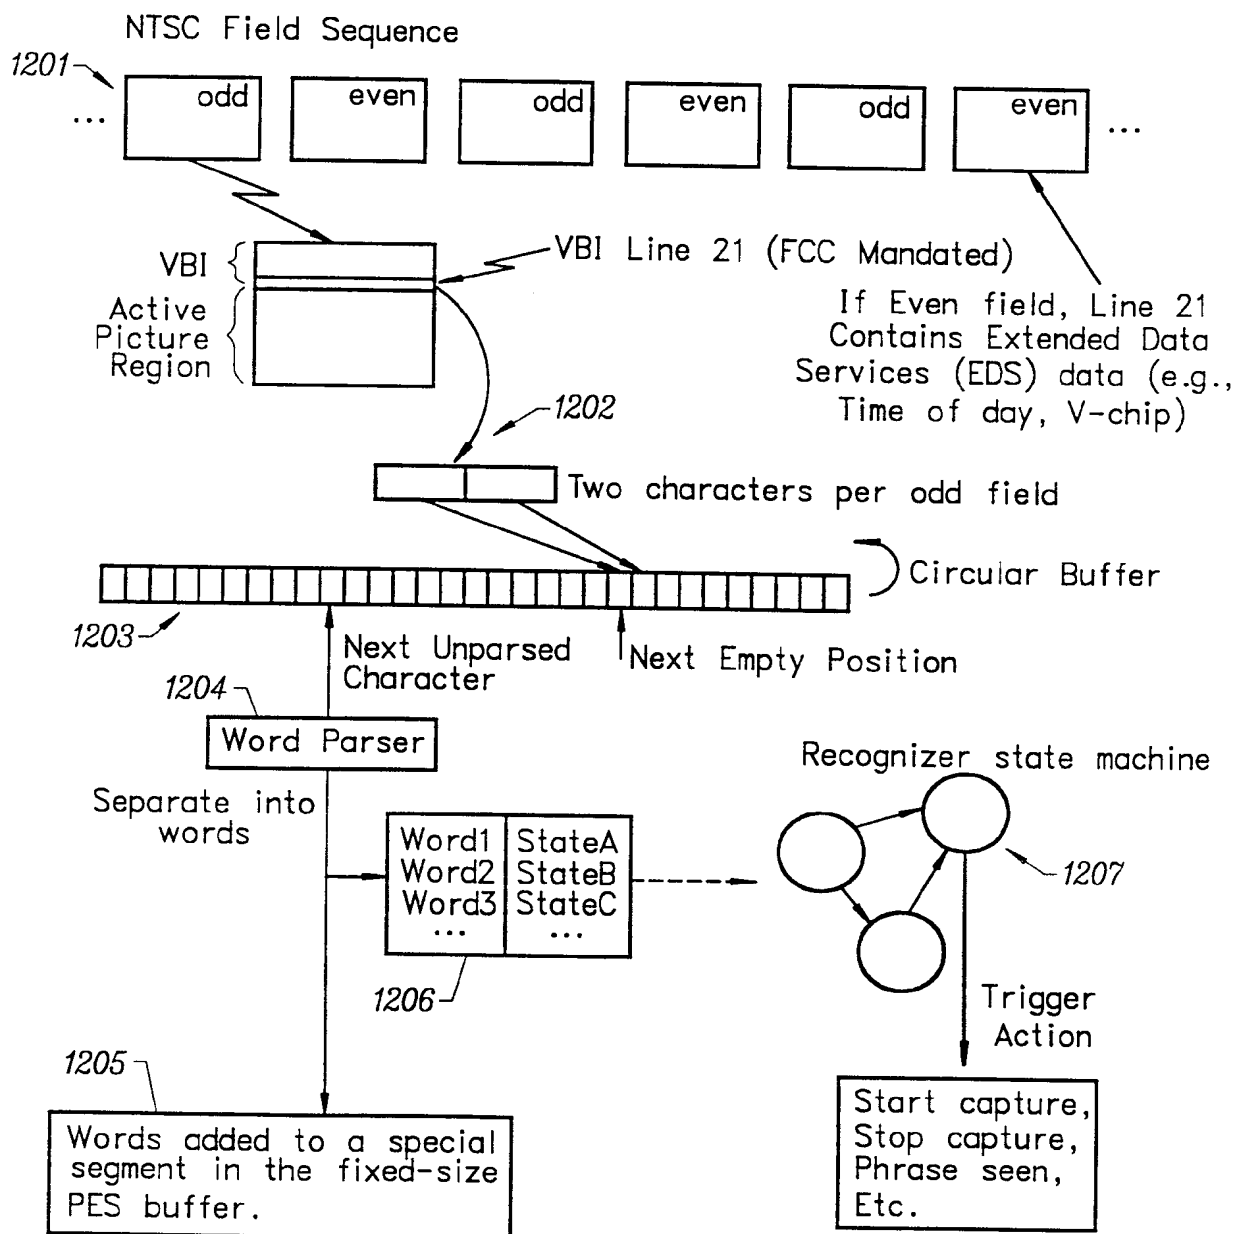 NTSC Field Sequence
1201
... odd even odd even odd even ...
VBI
VBI Line 21 (FCC Mandated)
Active
Picture
Region
If Even field, Line 21
Contains Extended Data
Services (EDS) data (e.g.,
Time of day, V-chip)
1202
Two characters per odd field
Circular Buffer
1203
Next Unparsed
Character
Next Empty Position
1204
Word Parser
Separate into
words
Recognizer state machine
Word1 StateA
Word2 StateB
Word3 StateC
... ...
1206
1207
Trigger
Action
1205
Words added to a special
segment in the fixed-size
PES buffer.
Start capture,
Stop capture,
Phrase seen,
Etc.